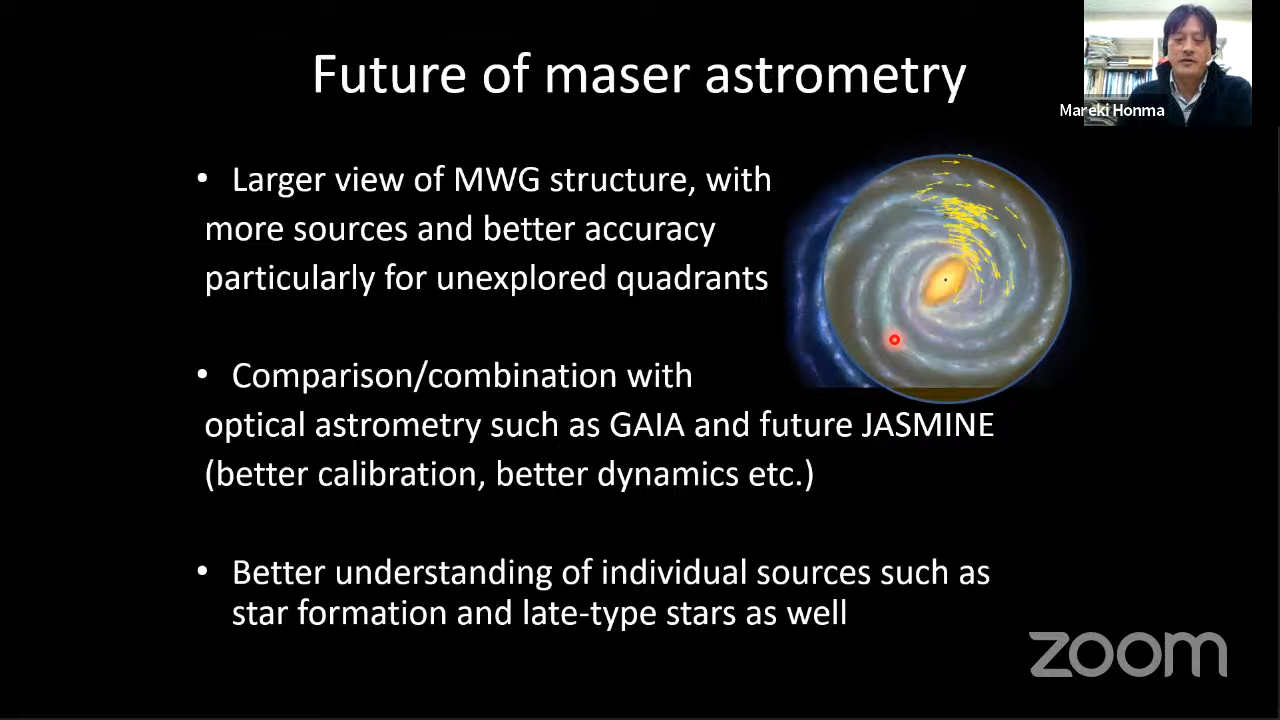 Future of maser astrometry
Mareki Honma
• Larger view of MWG structure, with
more sources and better accuracy
particularly for unexplored quadrants
• Comparison/combination with
optical astrometry such as GAIA and future JASMINE
(better calibration, better dynamics etc.)
• Better understanding of individual sources such as
star formation and late-type stars as well
zoom